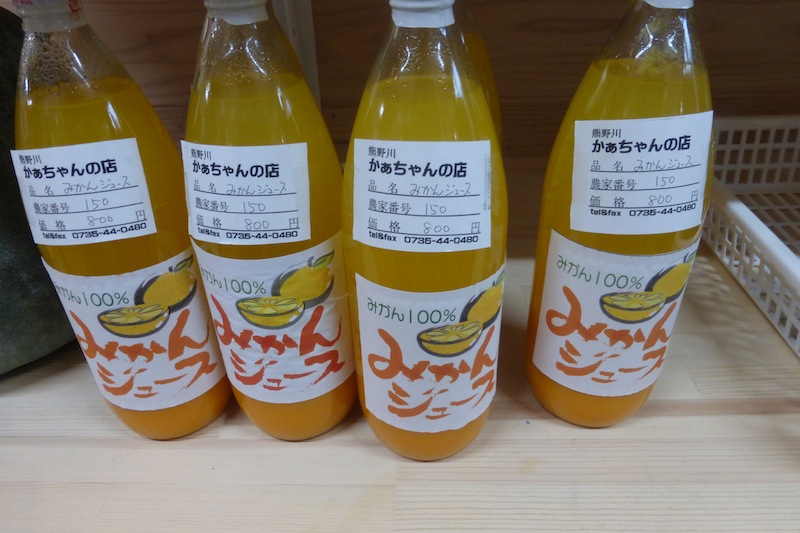 熊野川
かぁちゃんの店
品名 みかんジュース
農家番号 150
価格 800 円
tel&fax 0735-44-0480
みかん100%
みかん
ジュース
熊野川
かぁちゃんの店
品名 みかんジュース
農家番号 150
価格 800 円
tel&fax 0735-44-0480
みかん100%
みかん
ジュース
熊野川
かぁちゃんの店
品名 みかんジュース
農家番号 150
価格 800 円
tel&fax 0735-44-0480
みかん100%
みかん
ジュース
熊野川
かぁちゃんの店
品名 みかんジュース
農家番号 150
価格 800 円
tel&fax 0735-44-0480
みかん100%
みかん
ジュース